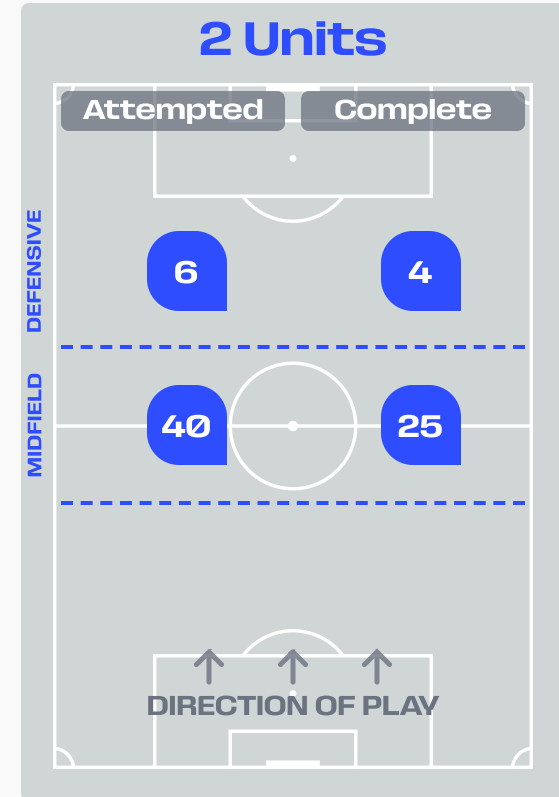 2 Units
Attempted Complete
DEFENSIVE
6 4
MIDFIELD
40 25
DIRECTION OF PLAY